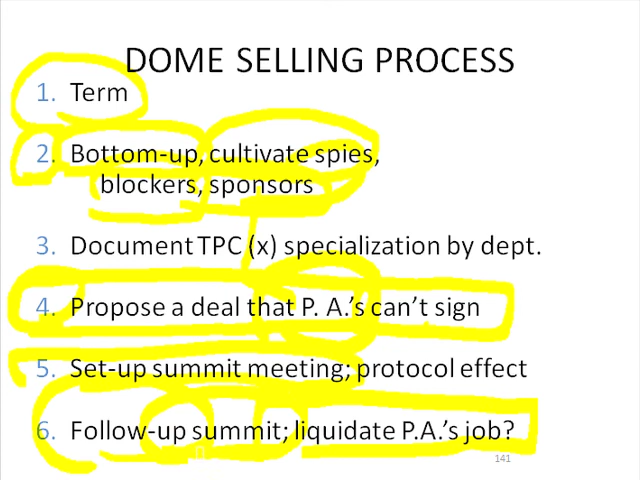 DOME SELLING PROCESS
1. Term
2. Bottom-up, cultivate spies,
blockers, sponsors
3. Document TPC (x) specialization by dept.
4. Propose a deal that P. A.'s can't sign
5. Set-up summit meeting; protocol effect
6. Follow-up summit; liquidate P.A.'s job?
141